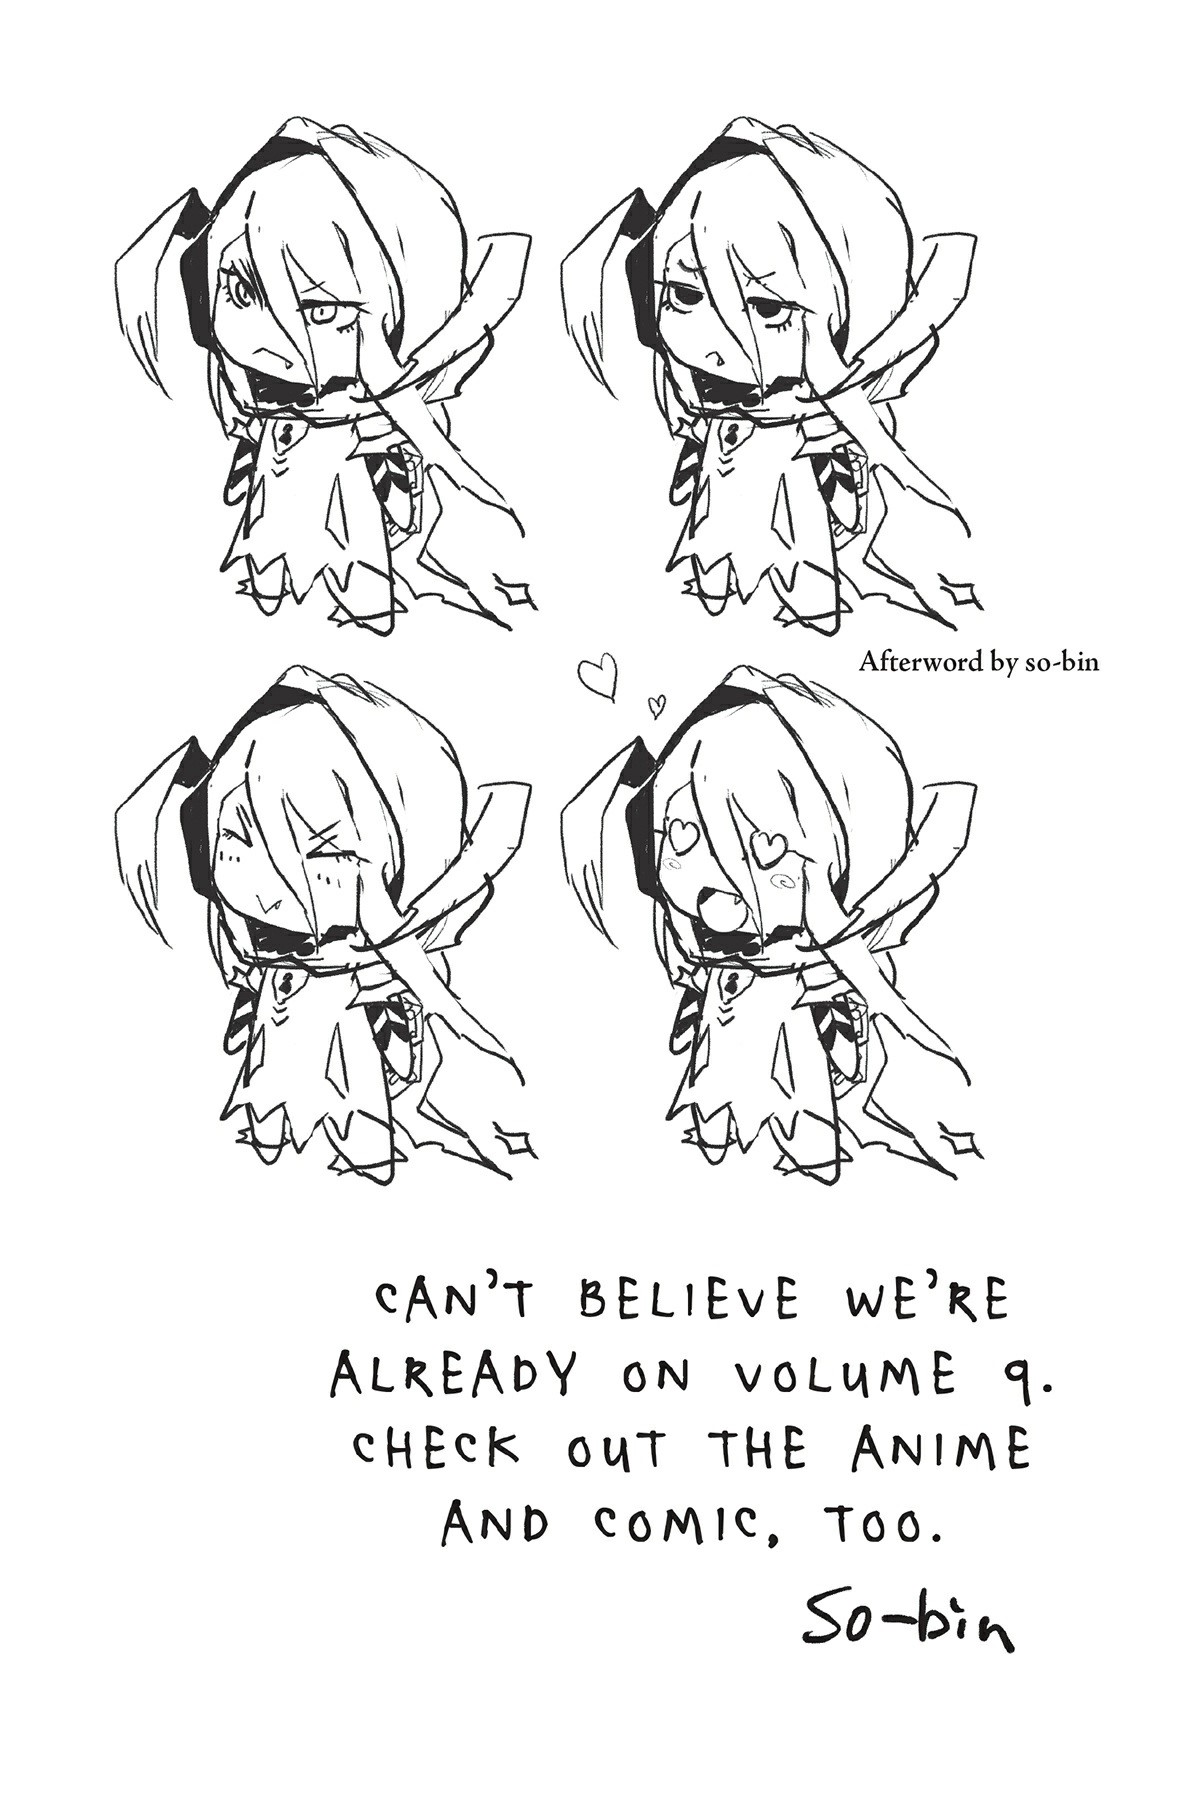 Afterword by so-bin
CAN'T BELIEVE WE'RE
ALREADY ON VOLUME 9.
CHECK OUT THE ANIME
AND COMIC, TOO.
So-bin